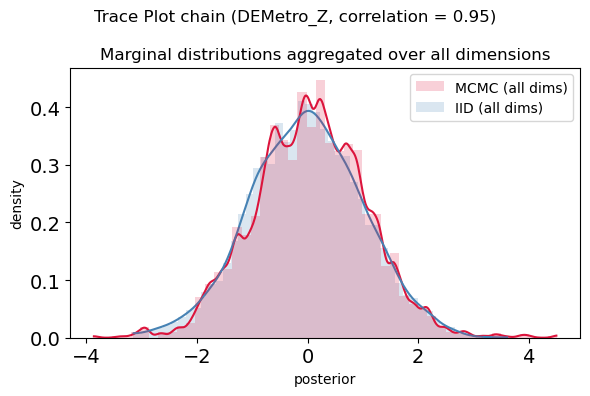 Trace Plot chain (DEMetro_Z, correlation = 0.95)
Marginal distributions aggregated over all dimensions
MCMC (all dims)
IID (all dims)
density
0.4
0.3
0.2
0.1
0.0
−4
−2
0
2
4
posterior